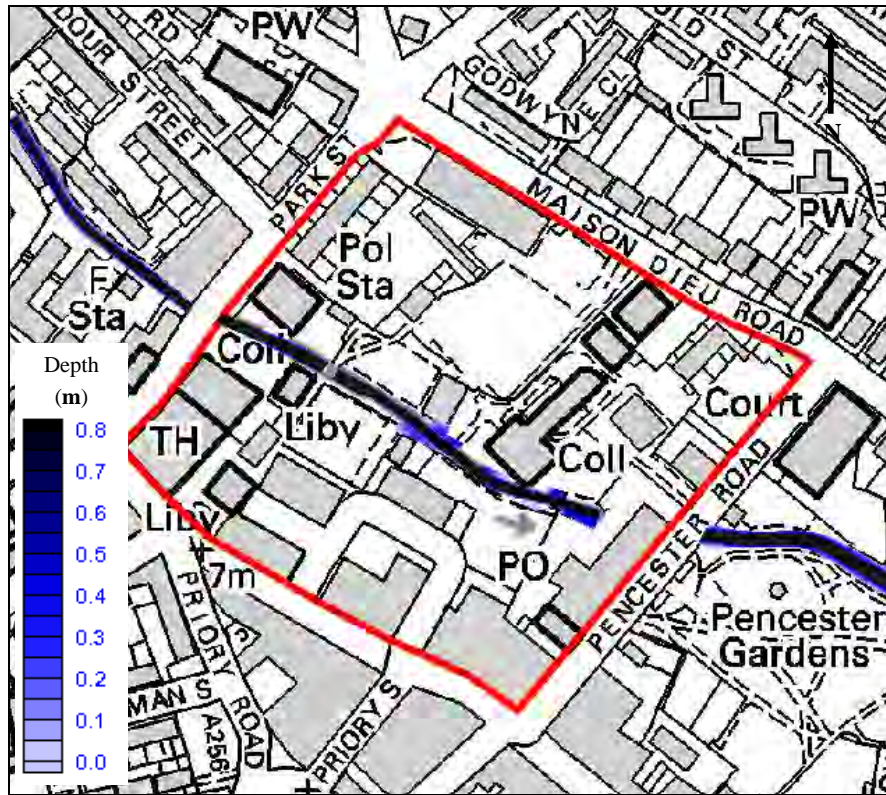 RD
PW
DOUR STREET
GODWYN
CL
OLD ST
N
PARK S
MAISON DIEU ROAD
PW
Pol
Sta
F
Sta
Coll
Liby
TH
Liby
Coll
Court
PENCESTER ROAD
PO
7m
PRIORY ROAD
Pencester
Gardens
MAN S
A256
PRIORY S
Depth
(m)
0.8
0.7
0.6
0.5
0.4
0.3
0.2
0.1
0.0